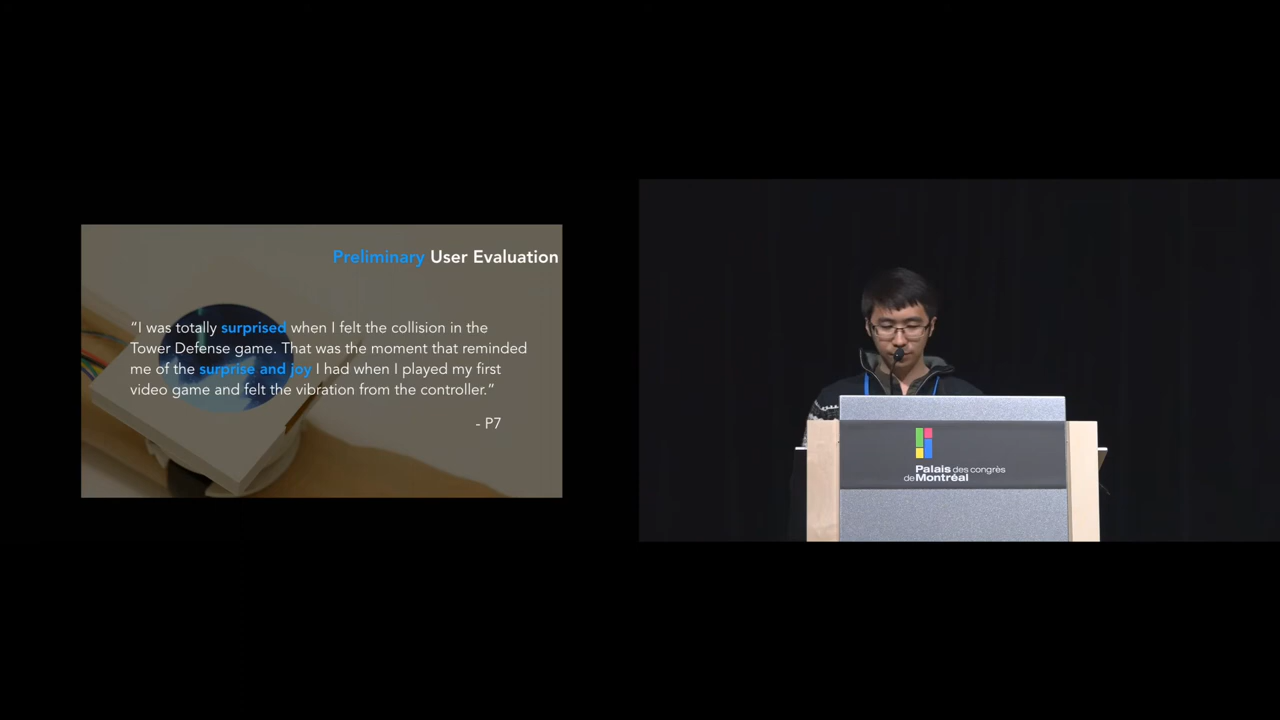 Preliminary User Evaluation
“I was totally surprised when I felt the collision in the
Tower Defense game. That was the moment that reminded
me of the surprise and joy I had when I played my first
video game and felt the vibration from the controller.”
- P7
Palais des congrès
de Montréal